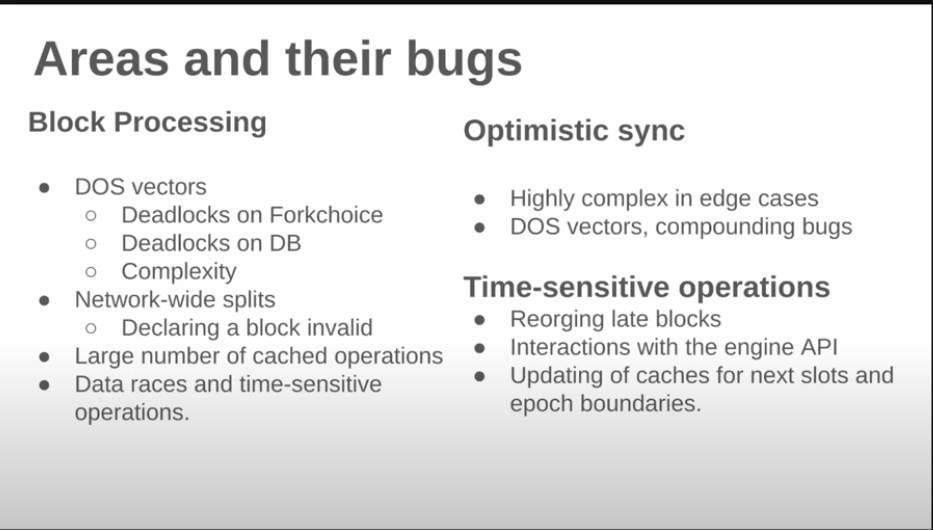 Areas and their bugs
Block Processing
● DOS vectors
○ Deadlocks on Forkchoice
○ Deadlocks on DB
○ Complexity
● Network-wide splits
○ Declaring a block invalid
● Large number of cached operations
● Data races and time-sensitive
operations.
Optimistic sync
● Highly complex in edge cases
● DOS vectors, compounding bugs
Time-sensitive operations
● Reorging late blocks
● Interactions with the engine API
● Updating of caches for next slots and
epoch boundaries.